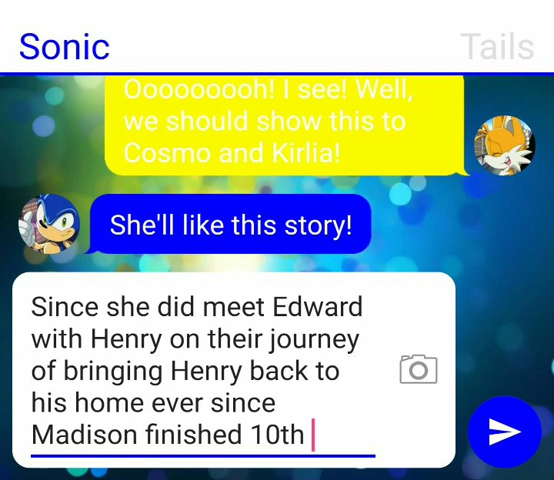 Sonic
Tails
Ooooooooh! I see! Well,
we should show this to
Cosmo and Kirlia!
She'll like this story!
Since she did meet Edward
with Henry on their journey
of bringing Henry back to
his home ever since
Madison finished 10th